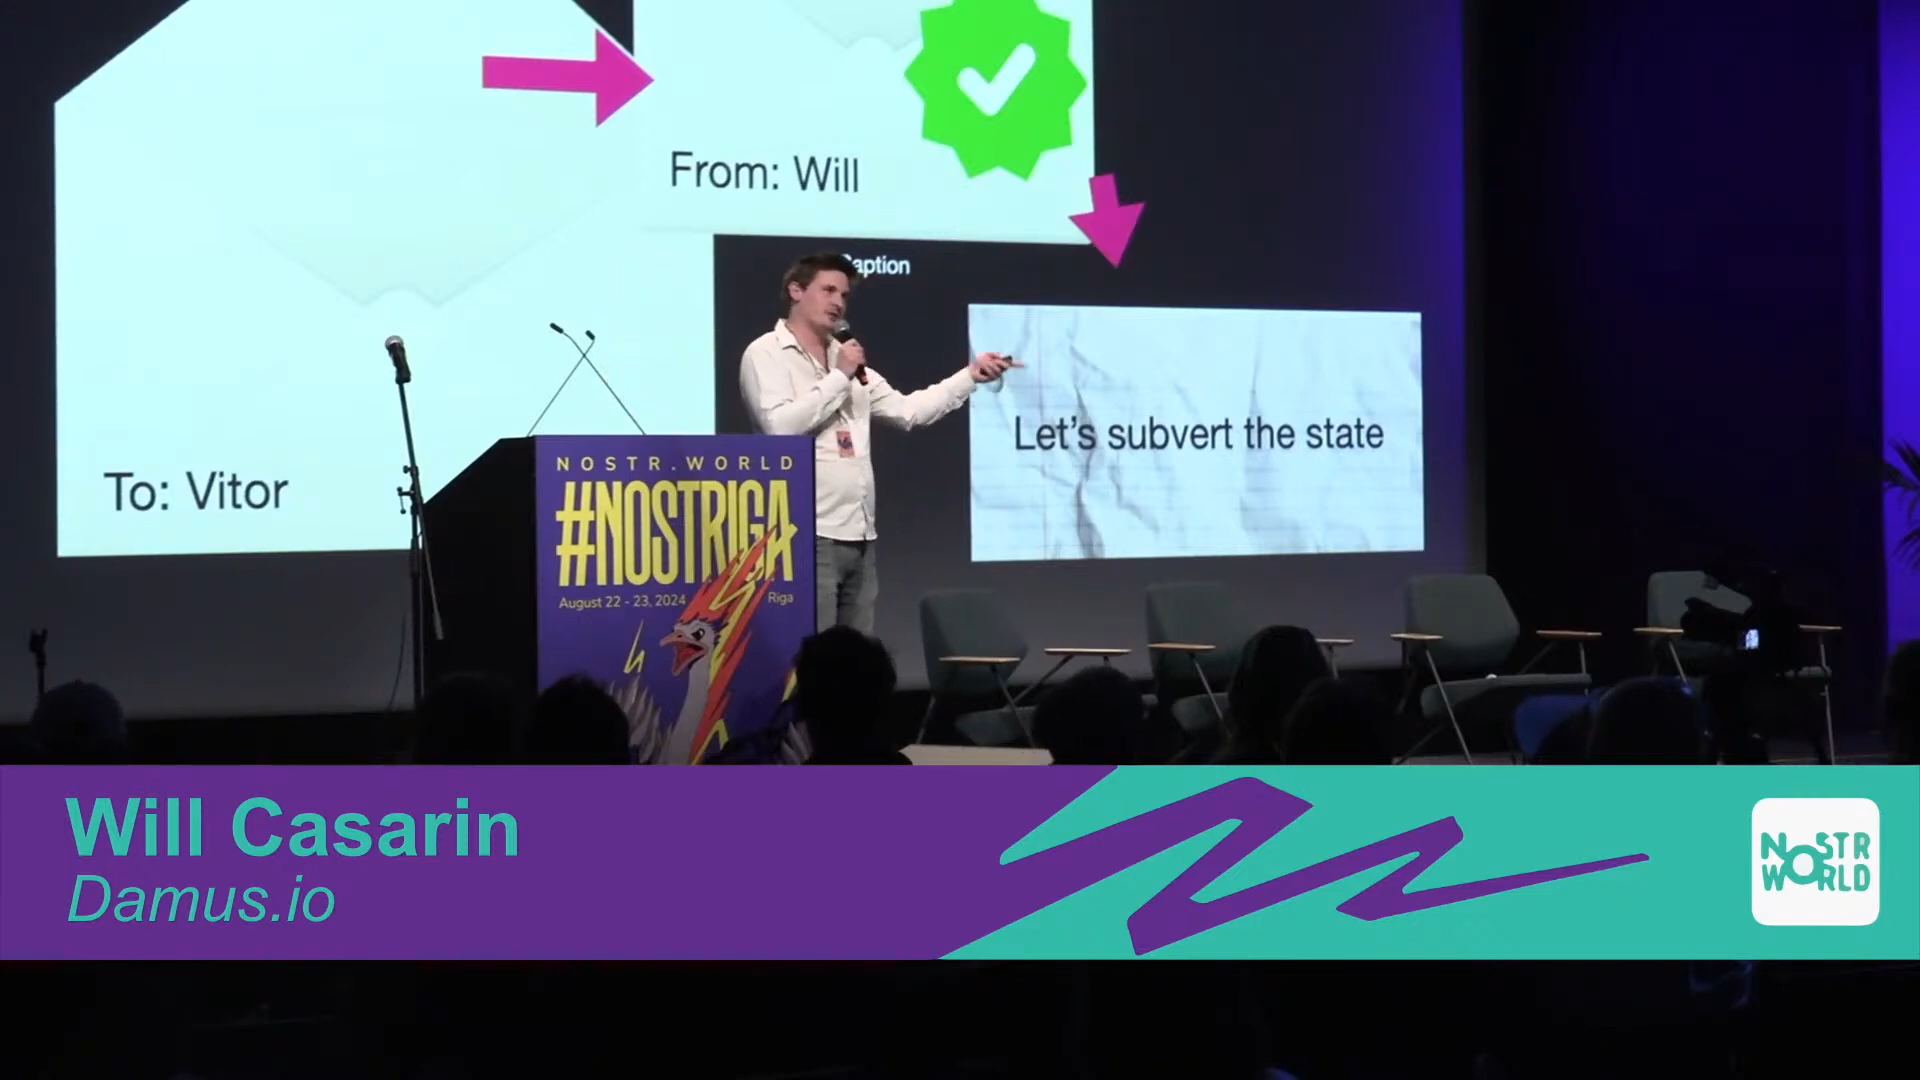 From: Will
Caption
To: Vitor
Let's subvert the state
NOSTR.WORLD
#NOSTRIGA
August 22 - 23, 2024
Riga
Will Casarin
Damus.io
NOSTR
WORLD